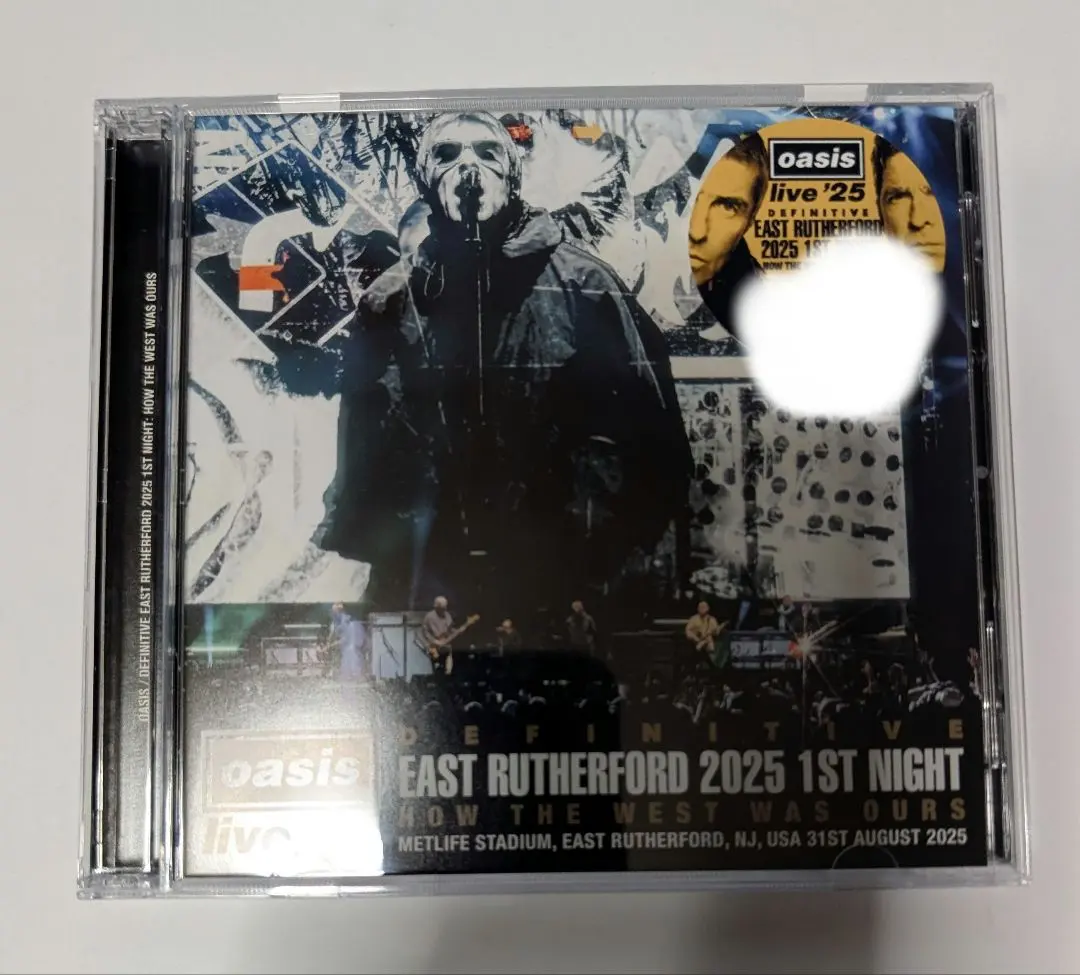 OASIS / DEFINITIVE EAST RUTHERFORD 2025 1ST NIGHT: HOW THE WEST WAS OURS
oasis
live '25
DEFINITIVE
EAST RUTHERFORD
2025 1ST
HOW THE
oasis
live
DEFINITIVE
EAST RUTHERFORD 2025 1ST NIGHT
HOW THE WEST WAS OURS
METLIFE STADIUM, EAST RUTHERFORD, NJ, USA 31ST AUGUST 2025